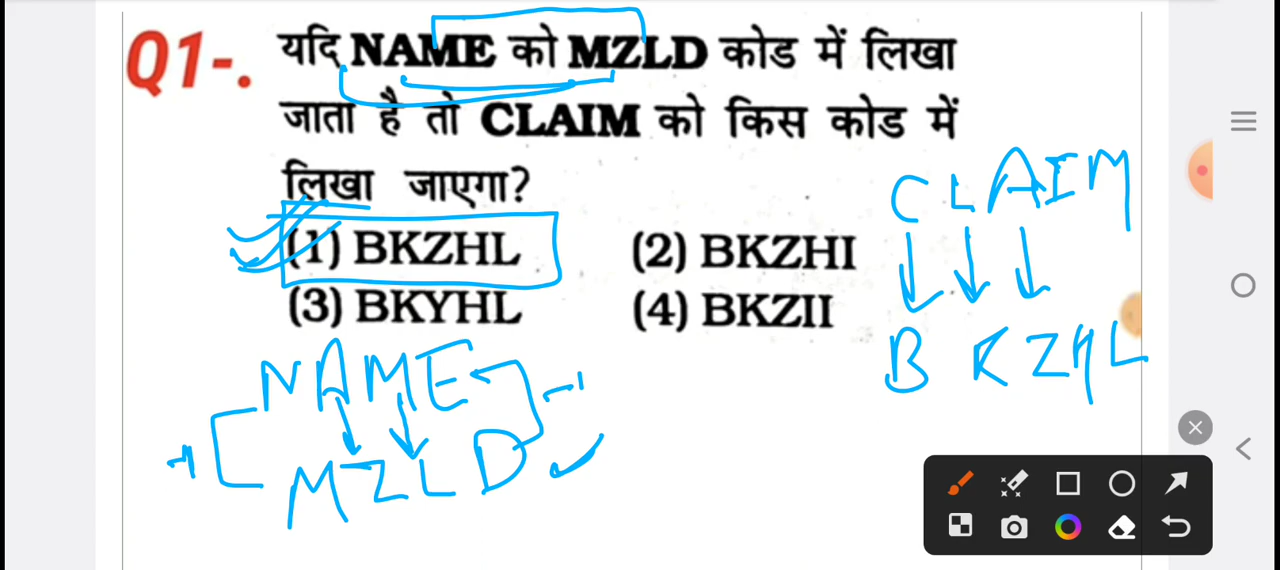 Q1-. यदि NAME को MZLD कोड में लिखा
जाता है तो CLAIM को किस कोड में
लिखा जाएगा?
(1) BKZHL (2) BKZHI
(3) BKYHL (4) BKZII
CLAIM
BKZHL
NAME
-1
MZLD
-1